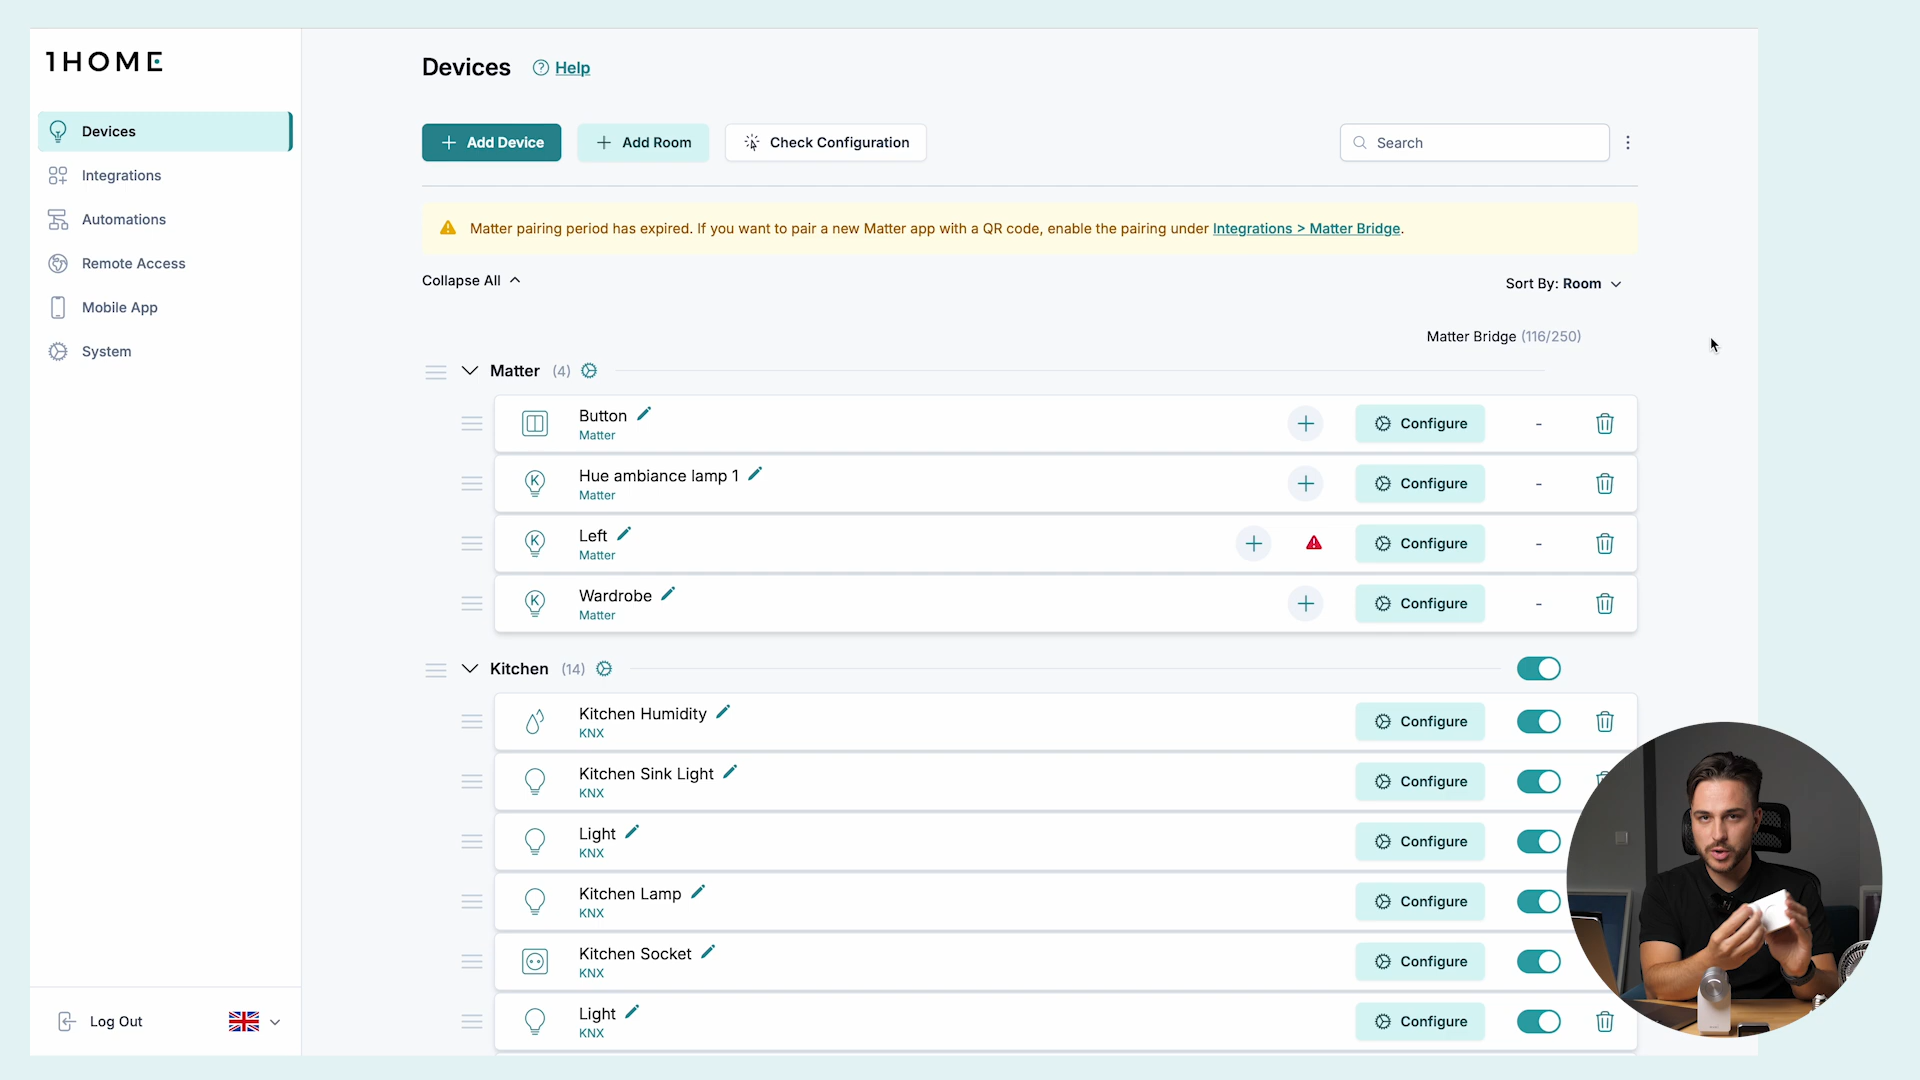 1HOME
Devices
Integrations
Automations
Remote Access
Mobile App
System
Log Out
Devices
Help
Add Device
Add Room
Check Configuration
Search
Matter pairing period has expired. If you want to pair a new Matter app with a QR code, enable the pairing under Integrations > Matter Bridge.
Collapse All
Sort By: Room
Matter Bridge (116/250)
Matter (4)
Button
Matter
Configure
-
Hue ambiance lamp 1
Matter
Configure
-
Left
Matter
Configure
-
Wardrobe
Matter
Configure
-
Kitchen (14)
Kitchen Humidity
KNX
Configure
Kitchen Sink Light
KNX
Configure
Light
KNX
Configure
Kitchen Lamp
KNX
Configure
Kitchen Socket
KNX
Configure
Light
KNX
Configure